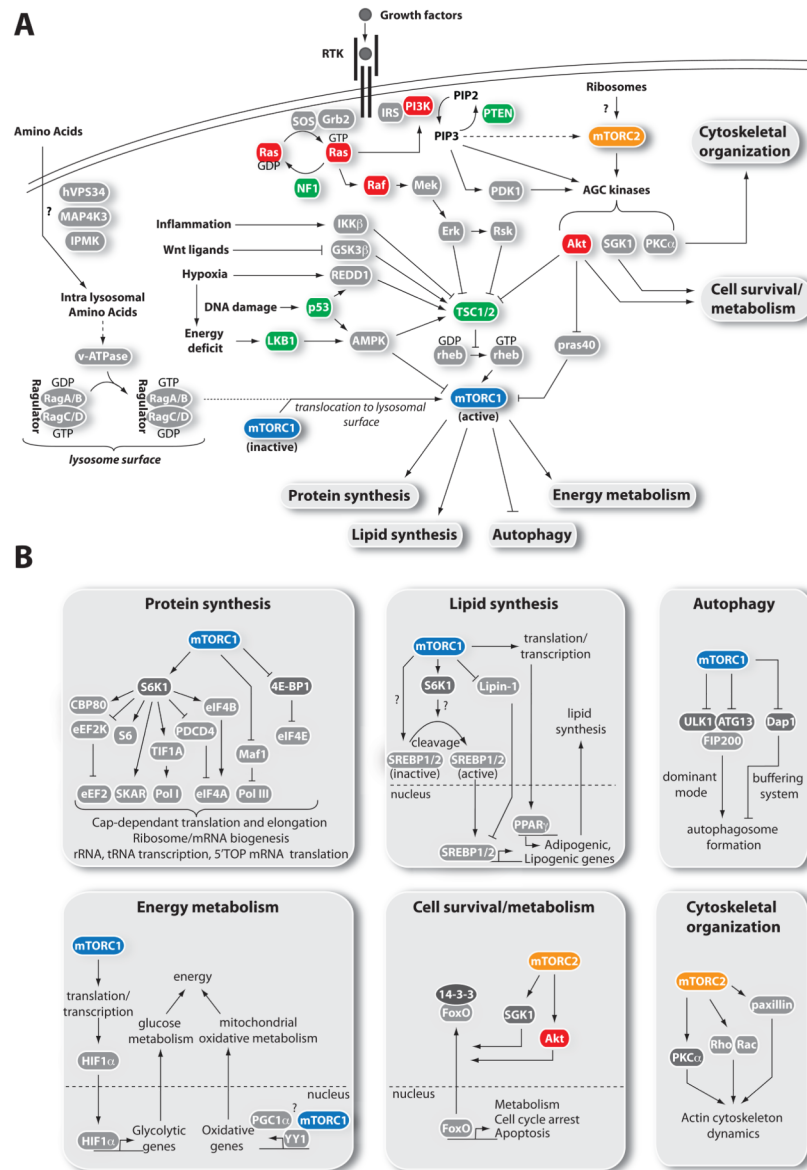 A
Growth factors
RTK
Amino Acids
hVPS34
?
MAP4K3
IPMK
Intra lysosomal
Amino Acids
v-ATPase
GDP
RagA/B
RagC/D
GTP
Ragulator
GTP
RagA/B
RagC/D
GDP
Ragulator
lysosome surface
SOS
Grb2
GTP
Ras
GDP
Ras
NF1
IRS
PI3K
PIP2
PTEN
PIP3
Raf
Mek
PDK1
Erk
Rsk
Ribosomes
?
mTORC2
AGC kinases
Akt
SGK1
PKCα
Cytoskeletal
organization
Cell survival/
metabolism
Inflammation
IKKβ
Wnt ligands
GSK3β
Hypoxia
REDD1
DNA damage
p53
Energy
deficit
LKB1
AMPK
TSC1/2
GDP
rheb
GTP
rheb
pras40
translocation to lysosomal
surface
mTORC1
(inactive)
mTORC1
(active)
Protein synthesis
Energy metabolism
Lipid synthesis
Autophagy
B
Protein synthesis
mTORC1
S6K1
4E-BP1
CBP80
eIF4B
eEF2K
S6
PDCD4
eIF4E
TIF1A
Maf1
eEF2
SKAR
Pol I
eIF4A
Pol III
Cap-dependant translation and elongation
Ribosome/mRNA biogenesis
rRNA, tRNA transcription, 5'TOP mRNA translation
Lipid synthesis
mTORC1
translation/
transcription
?
S6K1
Lipin-1
?
lipid
synthesis
cleavage
SREBP1/2
(inactive)
SREBP1/2
(active)
nucleus
PPARγ
SREBP1/2
Adipogenic,
Lipogenic genes
Autophagy
mTORC1
ULK1
ATG13
Dap1
FIP200
dominant
mode
buffering
system
autophagosome
formation
Energy metabolism
mTORC1
energy
translation/
transcription
glucose
metabolism
mitochondrial
oxidative metabolism
HIF1α
nucleus
HIF1α
Glycolytic
genes
Oxidative
genes
PGC1α
?
mTORC1
YY1
Cell survival/metabolism
mTORC2
14-3-3
FoxO
SGK1
Akt
nucleus
FoxO
Metabolism
Cell cycle arrest
Apoptosis
Cytoskeletal
organization
mTORC2
paxillin
PKCα
Rho
Rac
Actin cytoskeleton
dynamics